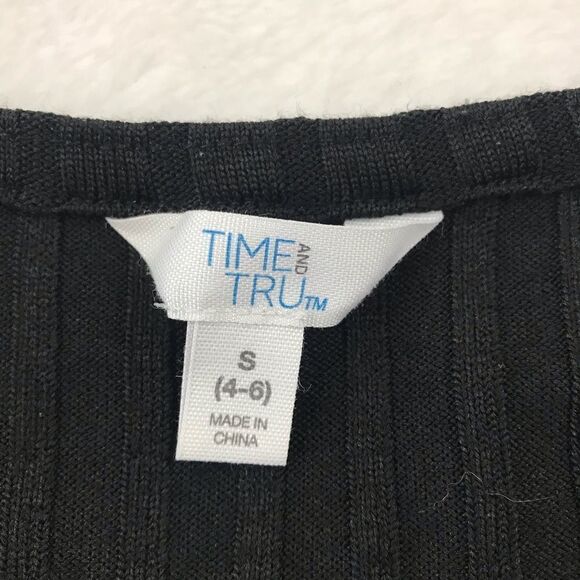 TIME AND
TRU™
S
(4-6)
MADE IN
CHINA